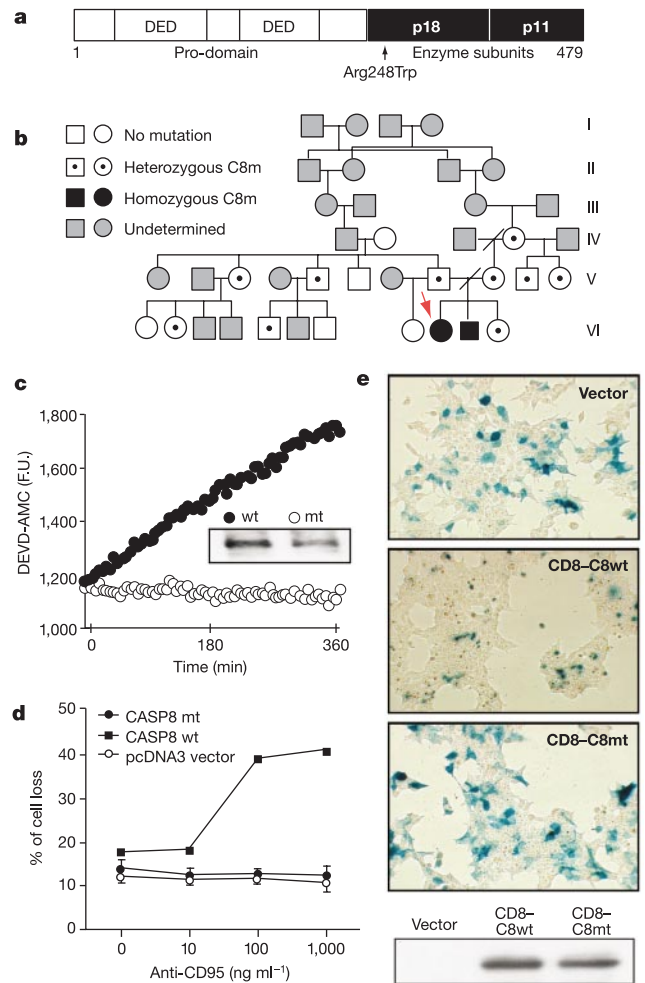 a
DED
DED
p18
p11
1
Pro-domain
Enzyme subunits
479
Arg248Trp
b
No mutation
Heterozygous C8m
Homozygous C8m
Undetermined
I
II
III
IV
V
VI
c
1,800
1,600
1,400
1,200
1,000
DEVD-AMC (F.U.)
wt
mt
0
180
360
Time (min)
d
50
40
30
20
10
0
% of cell loss
CASP8 mt
CASP8 wt
pcDNA3 vector
0
10
100
1,000
Anti-CD95 (ng ml⁻¹)
e
Vector
CD8–C8wt
CD8–C8mt
Vector
CD8–
C8wt
CD8–
C8mt